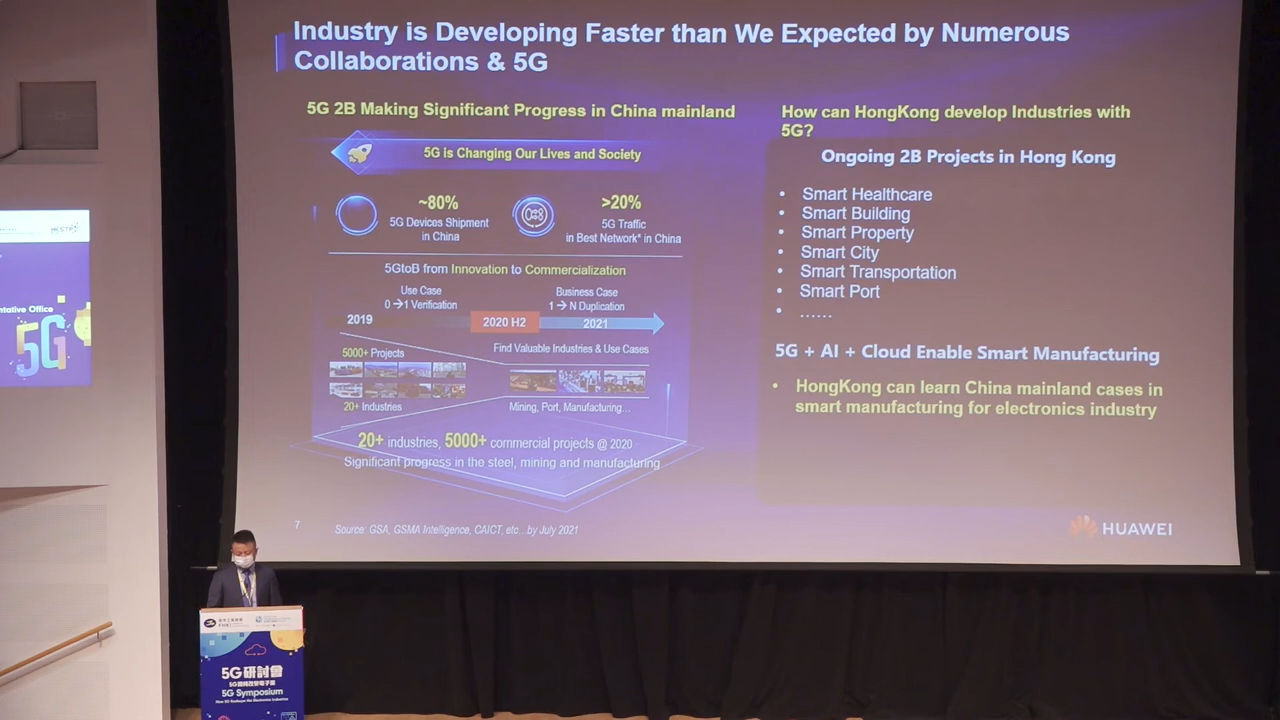 Industry is Developing Faster than We Expected by Numerous
Collaborations & 5G
5G 2B Making Significant Progress in China mainland
5G is Changing Our Lives and Society
~80%
5G Devices Shipment
in China
>20%
5G Traffic
in Best Network* in China
5GtoB from Innovation to Commercialization
Use Case
0→1 Verification
Business Case
1→ N Duplication
2019
2020 H2
2021
5000+ Projects
Find Valuable Industries & Use Cases
20+ Industries
Mining, Port, Manufacturing...
20+ industries, 5000+ commercial projects @ 2020
Significant progress in the steel, mining and manufacturing
How can HongKong develop Industries with
5G?
Ongoing 2B Projects in Hong Kong
• Smart Healthcare
• Smart Building
• Smart Property
• Smart City
• Smart Transportation
• Smart Port
• ......
5G + AI + Cloud Enable Smart Manufacturing
• HongKong can learn China mainland cases in
smart manufacturing for electronics industry
7
Source: GSA, GSMA Intelligence, CAICT, etc...by July 2021
HUAWEI
HKSTP
ntative Office
5G
5G研討會
5G Symposium
How 5G Reshapes the Electronics Industries